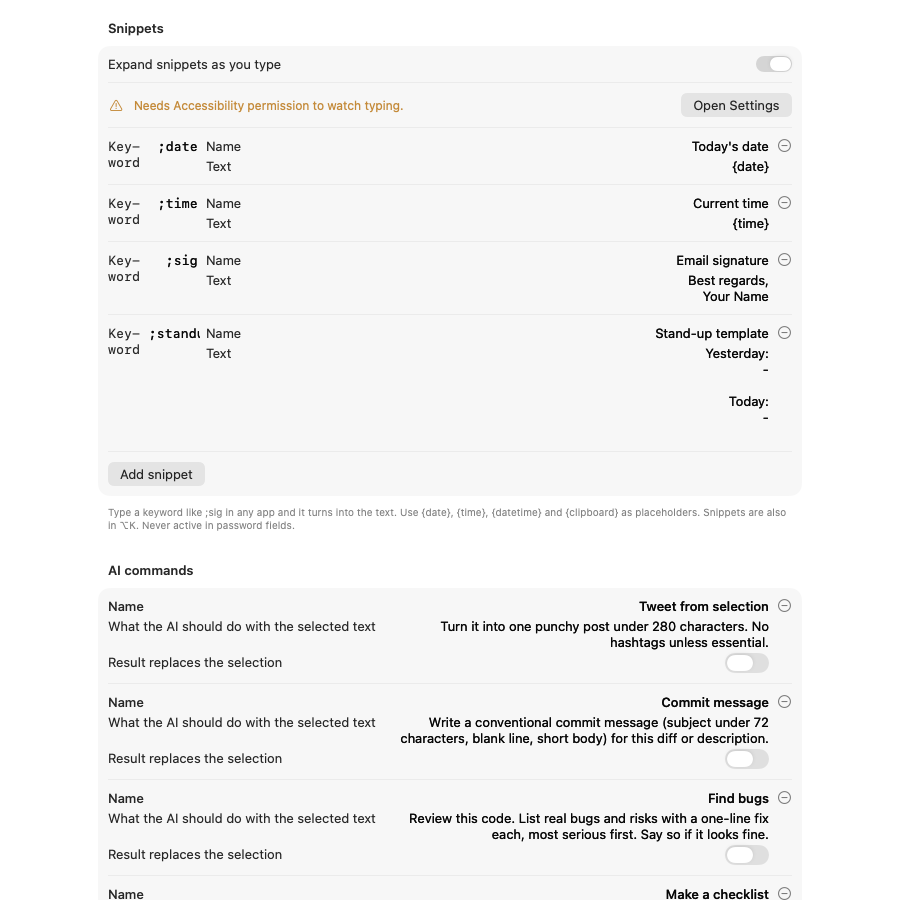 Snippets
Expand snippets as you type
Needs Accessibility permission to watch typing.
Open Settings
Key-
word
;date
Name
Today's date
Text
{date}
Key-
word
;time
Name
Current time
Text
{time}
Key-
word
;sig
Name
Email signature
Text
Best regards,
Your Name
Key-
word
;standu
Name
Stand-up template
Text
Yesterday:
-
Today:
-
Add snippet
Type a keyword like ;sig in any app and it turns into the text. Use {date}, {time}, {datetime} and {clipboard} as placeholders. Snippets are also
in ⌥K. Never active in password fields.
AI commands
Name
Tweet from selection
What the AI should do with the selected text
Turn it into one punchy post under 280 characters. No
hashtags unless essential.
Result replaces the selection
Name
Commit message
What the AI should do with the selected text
Write a conventional commit message (subject under 72
characters, blank line, short body) for this diff or description.
Result replaces the selection
Name
Find bugs
What the AI should do with the selected text
Review this code. List real bugs and risks with a one-line fix
each, most serious first. Say so if it looks fine.
Result replaces the selection
Name
Make a checklist